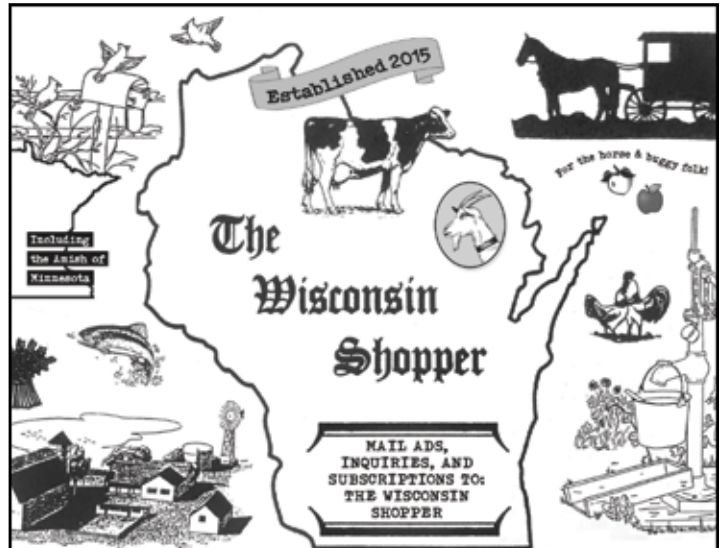 Established 2015
For the horse & buggy folk!
Including
the Amish of
Minnesota
The
Wisconsin
Shopper
MAIL ADS,
INQUIRIES, AND
SUBSCRIPTIONS TO:
THE WISCONSIN
SHOPPER